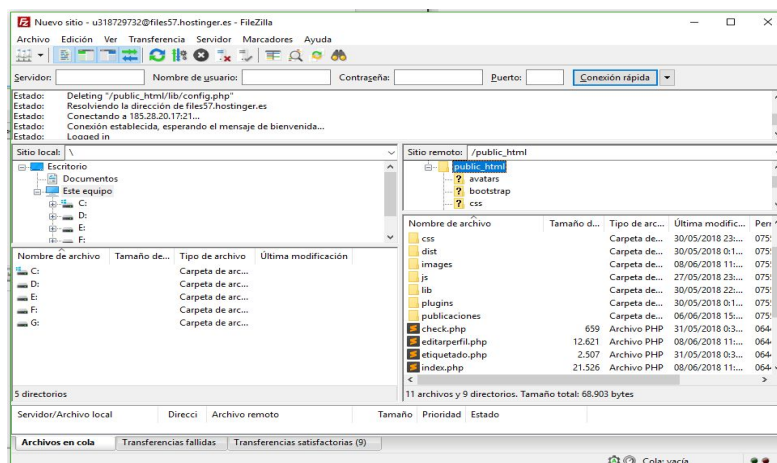 Nuevo sitio - u318729732@files57.hostinger.es - FileZilla
Archivo Edición Ver Transferencia Servidor Marcadores Ayuda
Servidor: Nombre de usuario: Contraseña: Puerto: Conexión rápida
Estado: Deleting "/public_html/lib/config.php"
Estado: Resolviendo la dirección de files57.hostinger.es
Estado: Conectando a 185.28.20.17:21...
Estado: Conexión establecida, esperando el mensaje de bienvenida...
Estado: Logged in
Sitio local: \
Escritorio
Documentos
Este equipo
C:
D:
E:
F:
Nombre de archivo Tamaño de... Tipo de archivo Última modificación
C: Carpeta de arc...
D: Carpeta de arc...
E: Carpeta de arc...
F: Carpeta de arc...
G: Carpeta de arc...
5 directorios
Sitio remoto: /public_html
public_html
? avatars
? bootstrap
? css
Nombre de archivo Tamaño d... Tipo de arc... Última modific... Perr
css Carpeta de... 30/05/2018 23:... 075
dist Carpeta de... 30/05/2018 0:1... 075
images Carpeta de... 08/06/2018 11:... 075
js Carpeta de... 27/05/2018 23:... 075
lib Carpeta de... 30/05/2018 22:... 075
plugins Carpeta de... 30/05/2018 0:1... 075
publicaciones Carpeta de... 06/06/2018 15:... 075
check.php 659 Archivo PHP 31/05/2018 0:3... 064
editarperfil.php 12.621 Archivo PHP 08/06/2018 11:... 064
etiquetado.php 2.507 Archivo PHP 31/05/2018 0:3... 064
index.php 21.526 Archivo PHP 08/06/2018 11:... 064
11 archivos y 9 directorios. Tamaño total: 68.903 bytes
Servidor/Archivo local Direcci Archivo remoto Tamaño Prioridad Estado
Archivos en cola Transferencias fallidas Transferencias satisfactorias (9)
Cola: vacía